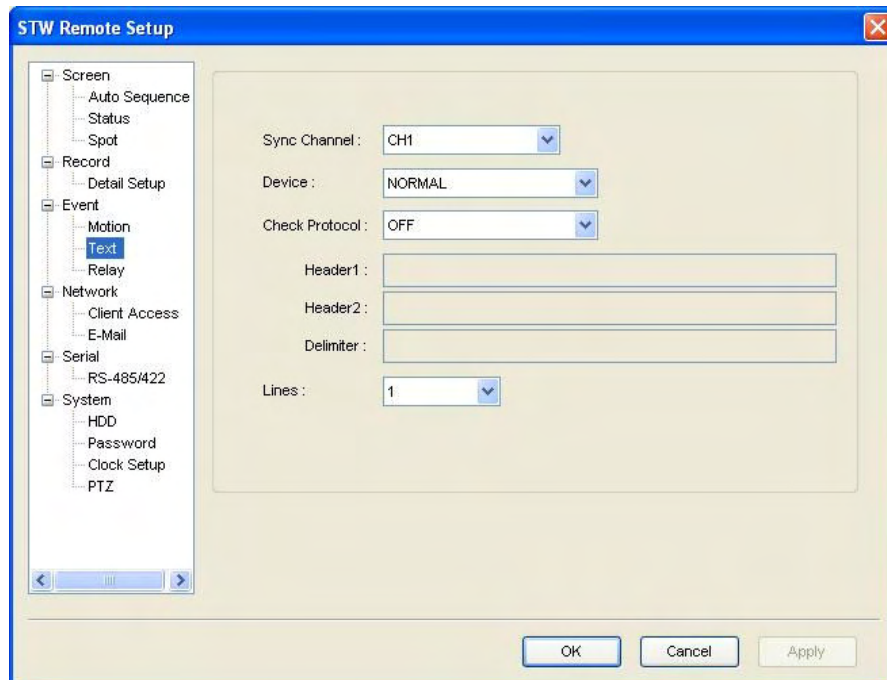 STW Remote Setup
Screen
Auto Sequence
Status
Spot
Record
Detail Setup
Event
Motion
Text
Relay
Network
Client Access
E-Mail
Serial
RS-485/422
System
HDD
Password
Clock Setup
PTZ
Sync Channel : CH1
Device : NORMAL
Check Protocol : OFF
Header1 :
Header2 :
Delimiter :
Lines : 1
OK Cancel Apply